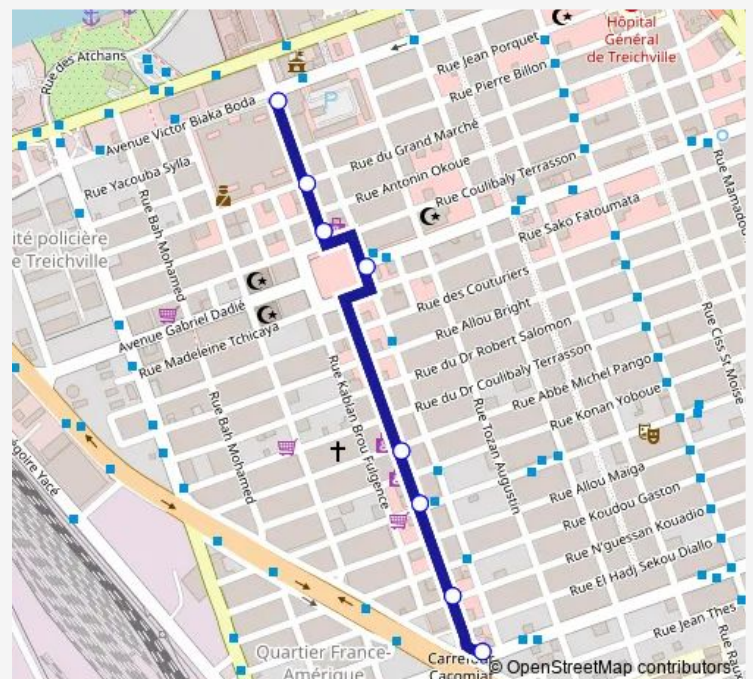 Hôpital
Général
de Treichville
Rue des Atchans
Rue Jean Porquet
Rue Pierre Billon
Avenue Victor Biaka Boda
P
Rue du Grand Marché
Rue Yacouba Sylla
Rue Antonin Okoue
Rue Coulibaly Terrasson
Rue Mamadou
Rue Bah Mohamed
Rue Sako Fatoumata
ité policière
e Treichville
Rue des Couturiers
Avenue Gabriel Dadié
Rue Allou Bright
Rue Madeleine Tchicaya
Rue du Dr Robert Salomon
Rue Ciss St Moise
Rue du Dr Coulibaly Terrasson
Rue Abbé Michel Pango
Rue Kablan Brou Fulgence
Rue Konan Yoboue
Rue Bah Mohamed
Rue Tozan Augustin
égoire Yacé
Rue Allou Maiga
Rue Koudou Gaston
Rue N'guessan Kouadio
Rue El Hadj Sekou Diallo
Rue Jean Thes
Quartier France-
Amérique
© OpenStreetMap contributors